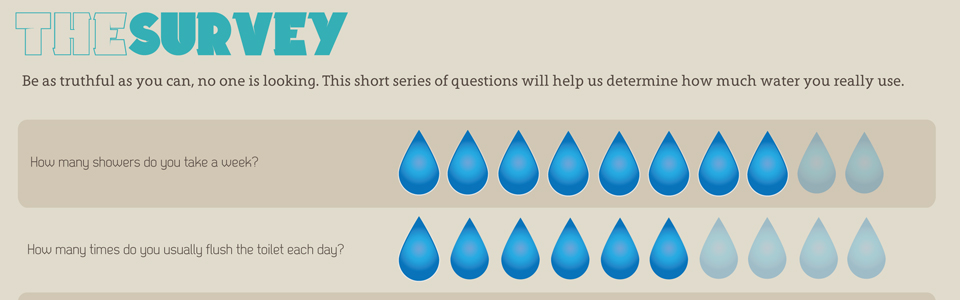 THESURVEY
Be as truthful as you can, no one is looking. This short series of questions will help us determine how much water you really use.
How many showers do you take a week?
How many times do you usually flush the toilet each day?